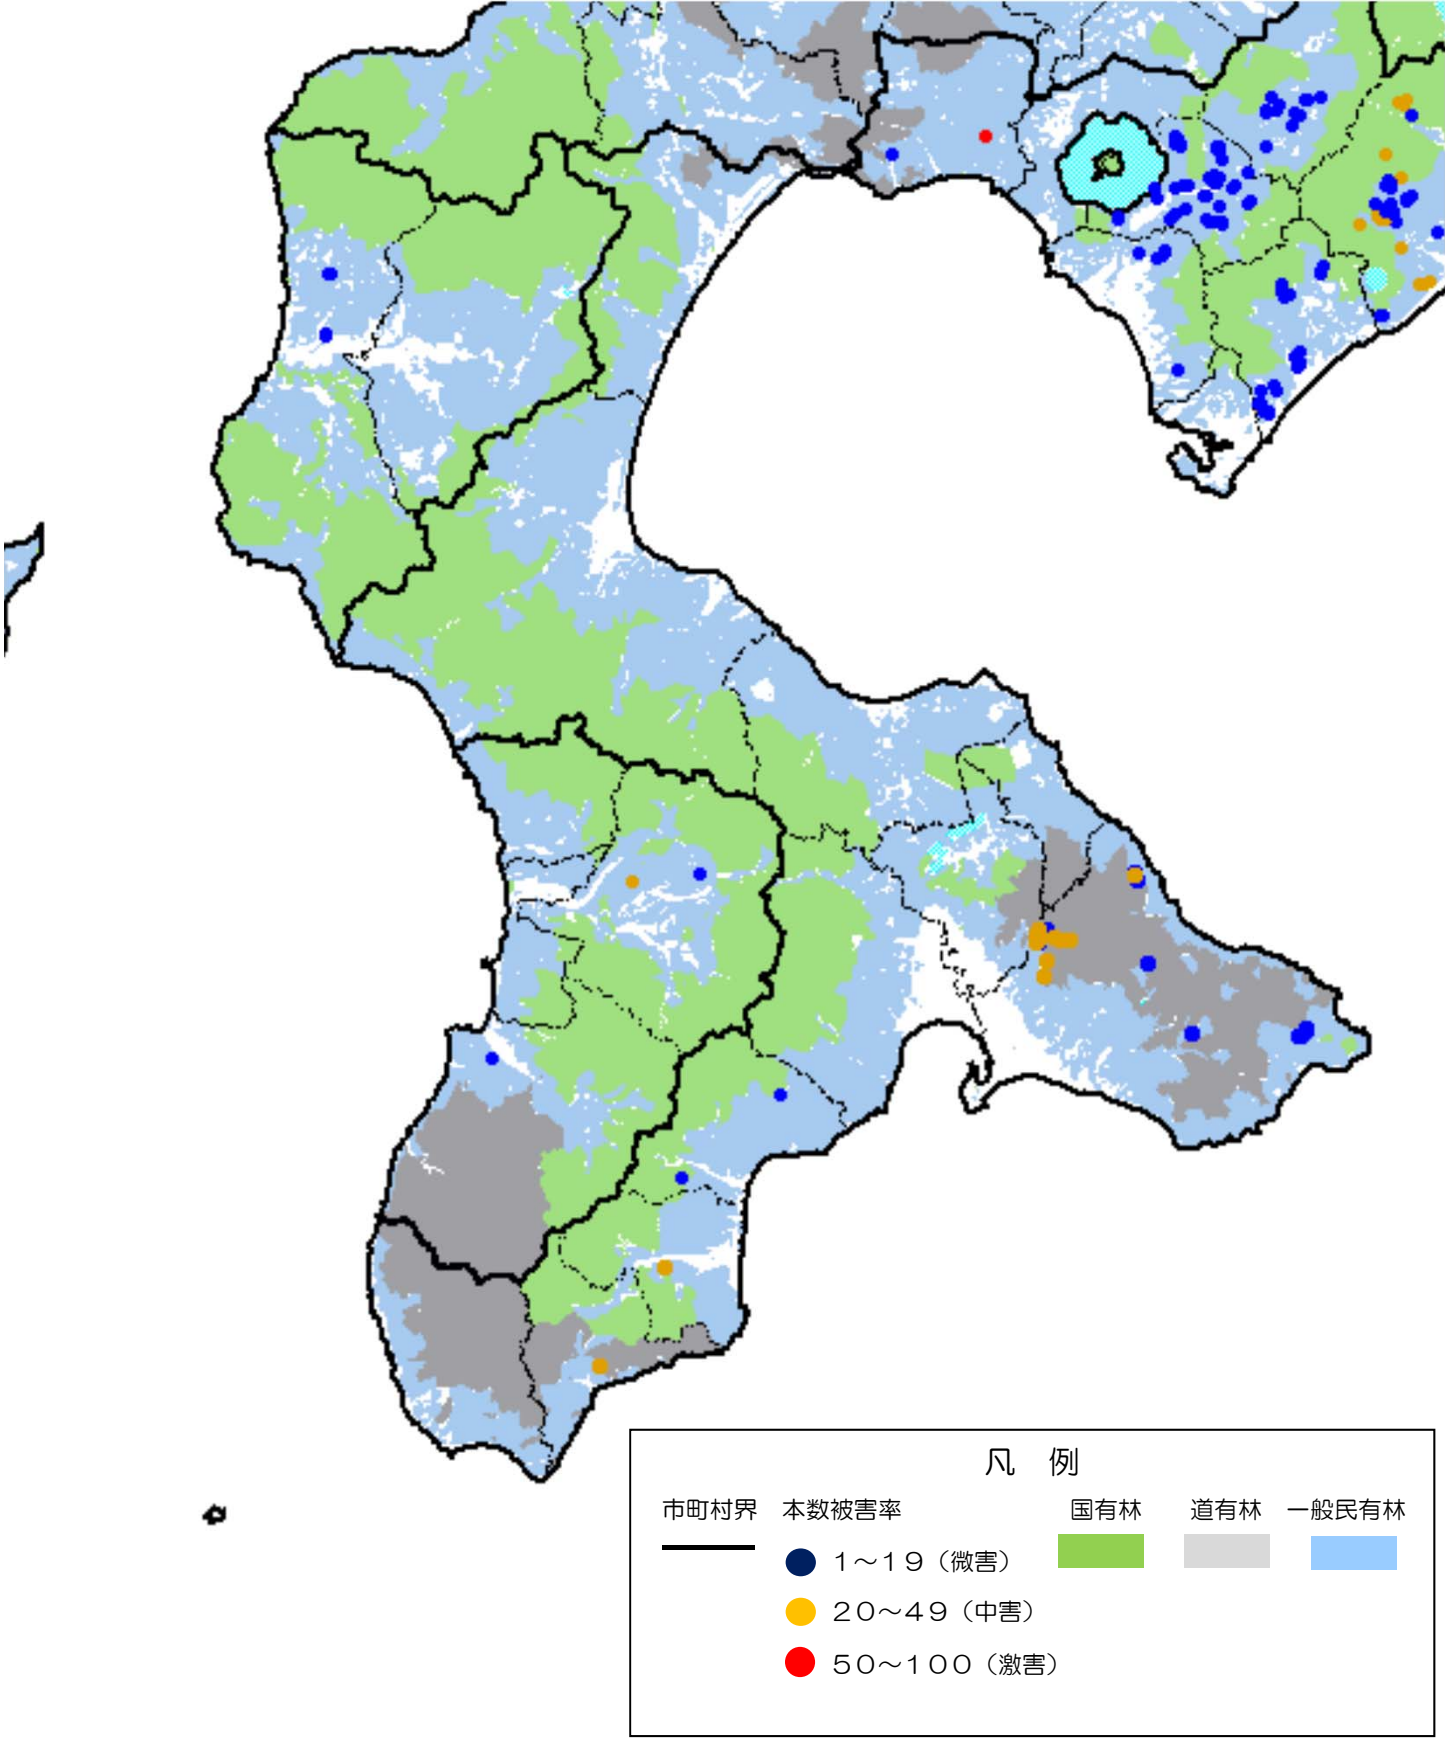 凡　例
市町村界　本数被害率　国有林　道有林　一般民有林
１～１９（微害）
２０～４９（中害）
５０～１００（激害）